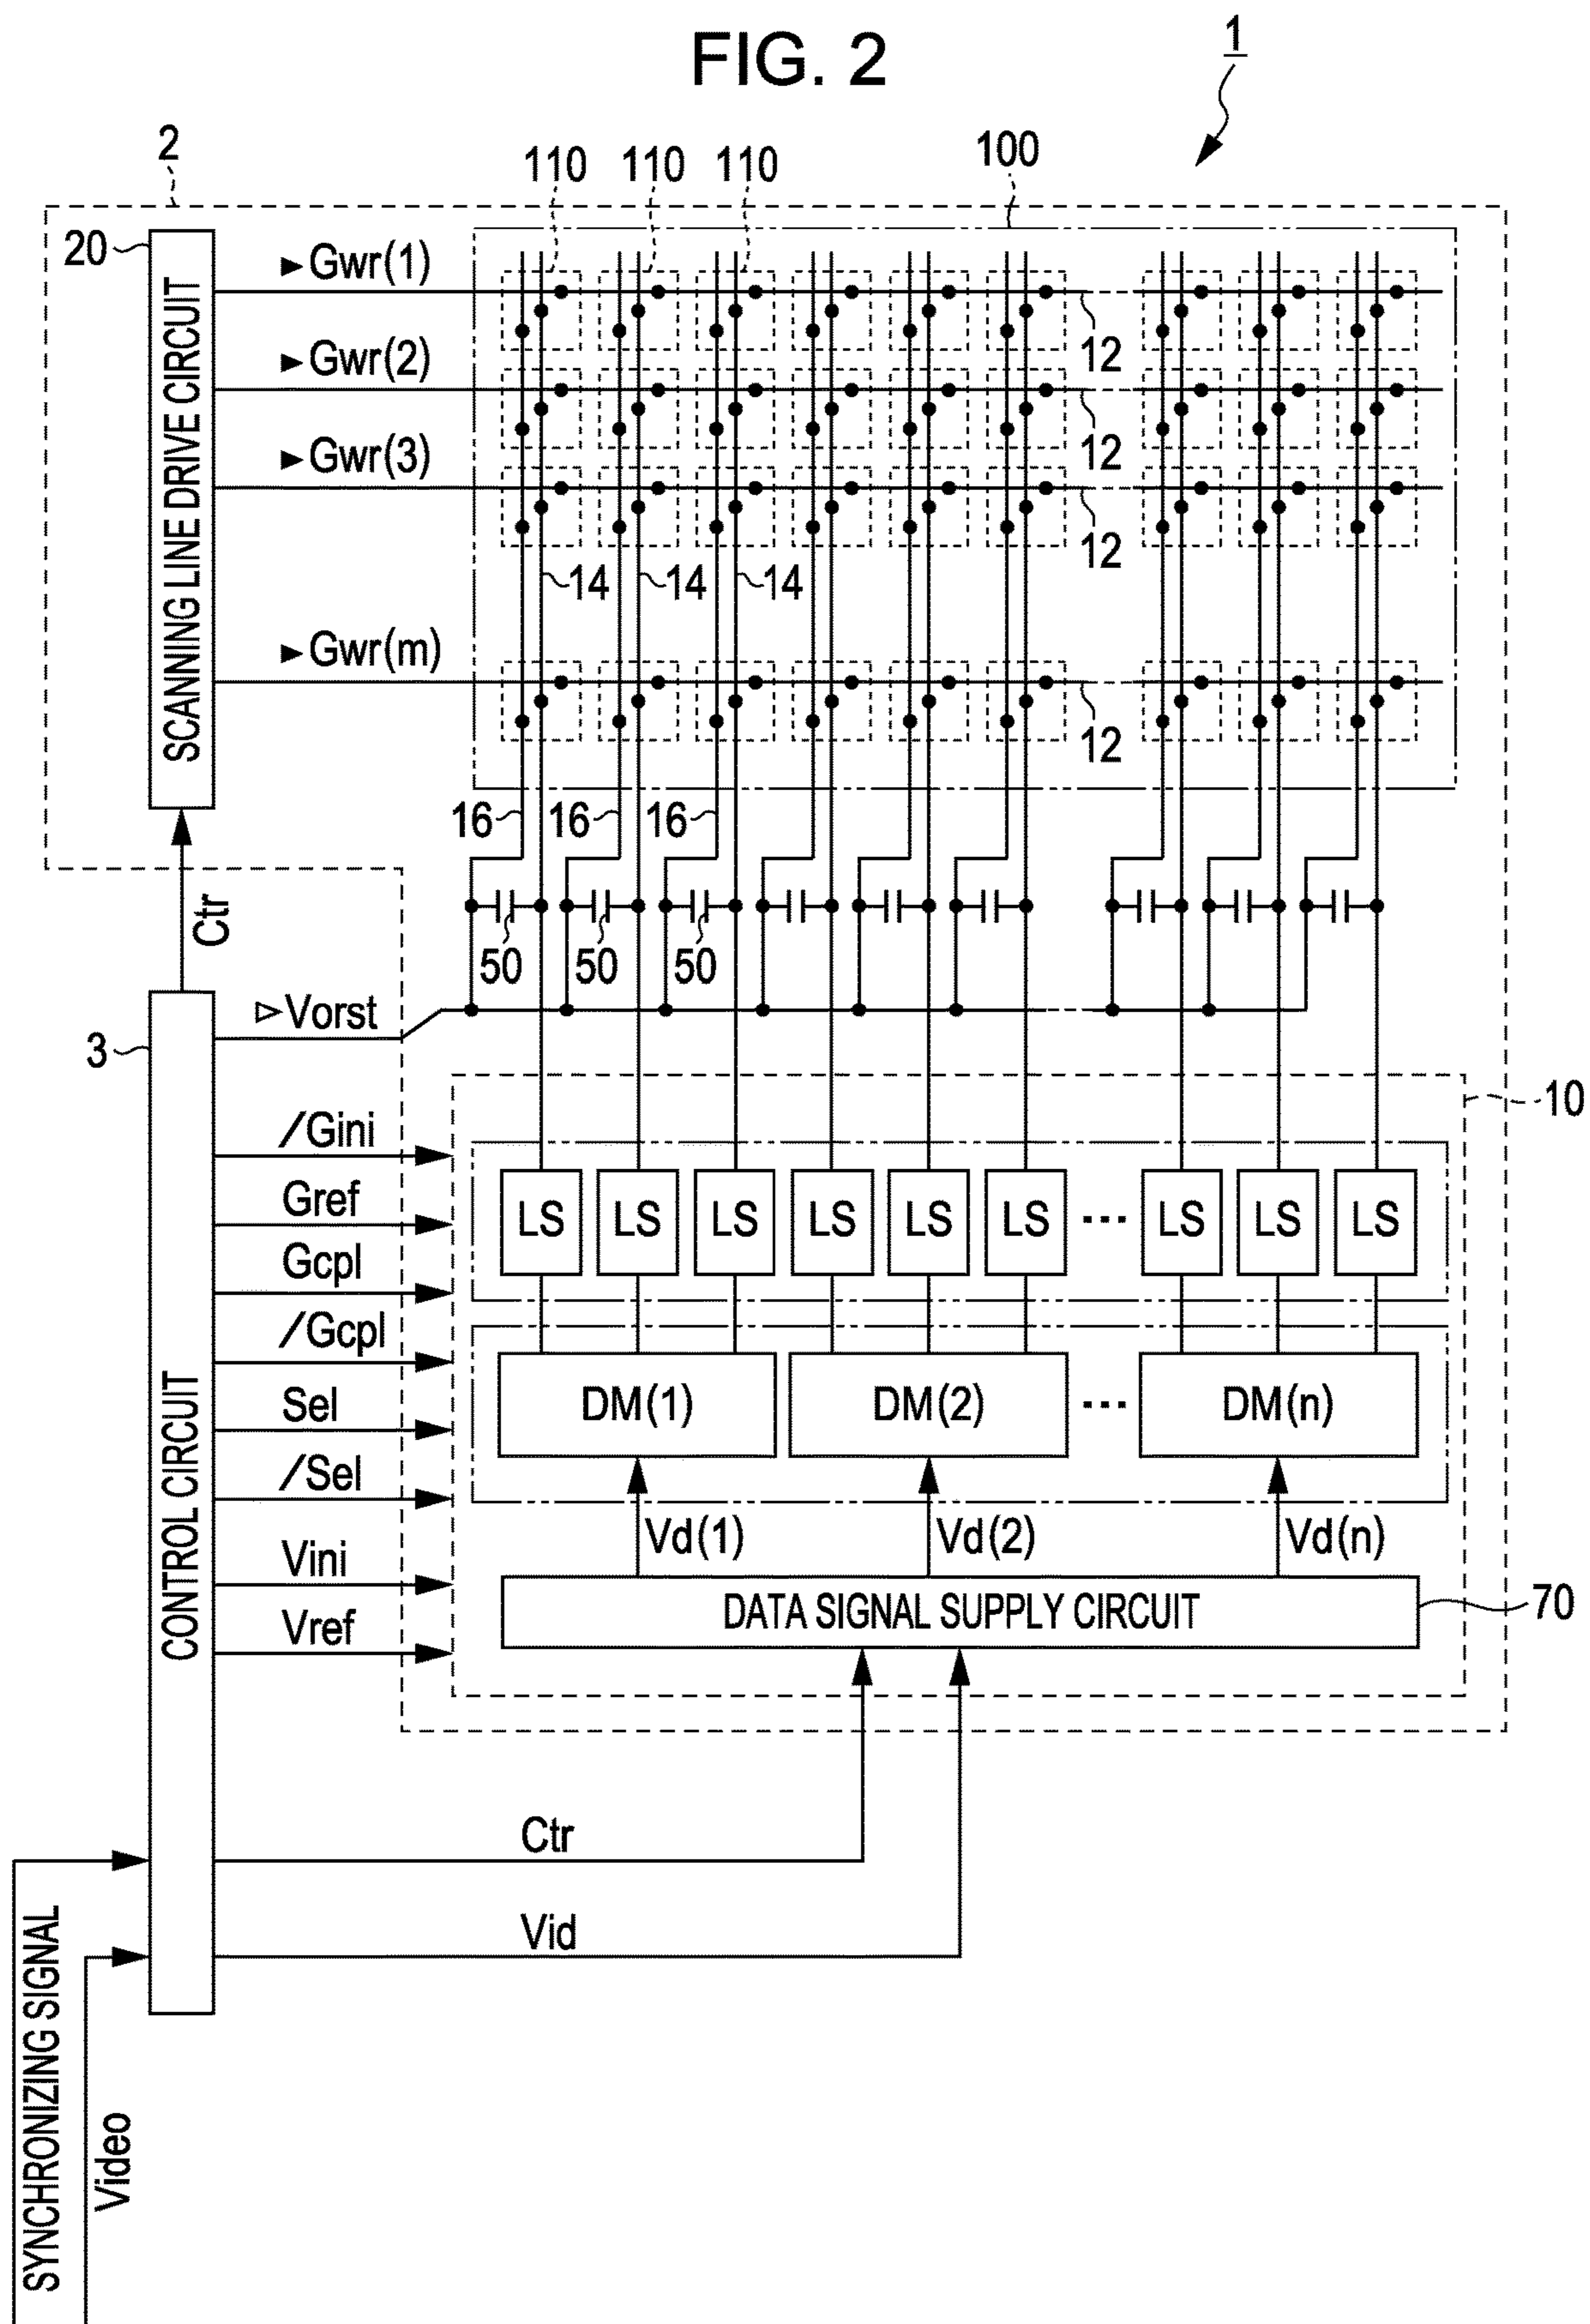 FIG. 2
1
2
110 110 110
100
20
SCANNING LINE DRIVE CIRCUIT
►Gwr(1)
12
►Gwr(2)
12
►Gwr(3)
12
14 14 14
►Gwr(m)
12
16 16 16
Ctr
50 50 50
▷Vorst
3
CONTROL CIRCUIT
10
/Gini
Gref
LS LS LS LS LS LS ··· LS LS LS
Gcpl
/Gcpl
Sel
DM(1) DM(2) ··· DM(n)
/Sel
Vd(1) Vd(2) Vd(n)
Vini
Vref
DATA SIGNAL SUPPLY CIRCUIT
70
Ctr
Vid
SYNCHRONIZING SIGNAL
Video